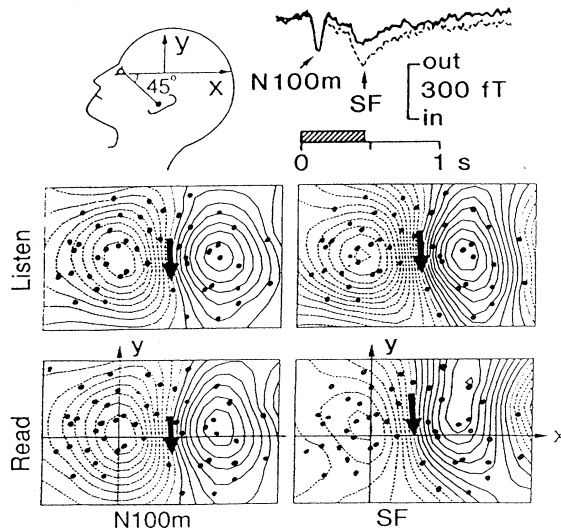 y
x
45°
N100m
SF
out
300 fT
in
0 1 s
Listen
Read
y
y
x
N100m
SF